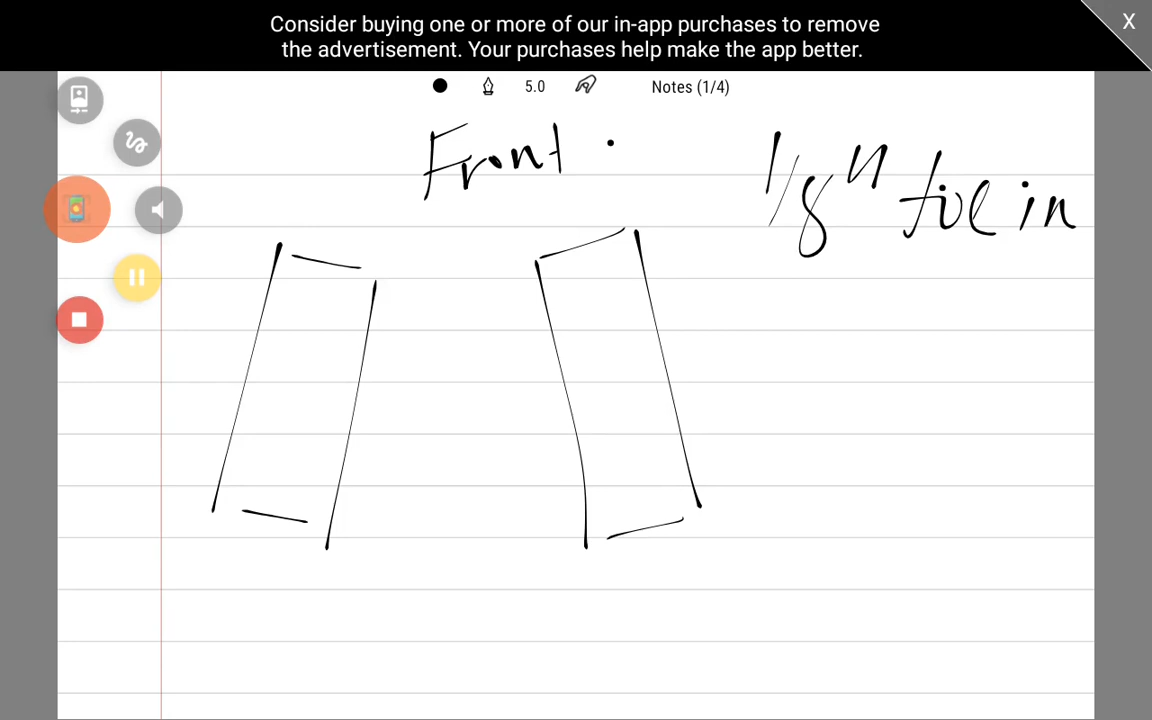 Consider buying one or more of our in-app purchases to remove
the advertisement. Your purchases help make the app better.
X
5.0
Notes (1/4)
Front .
1/8" toe in